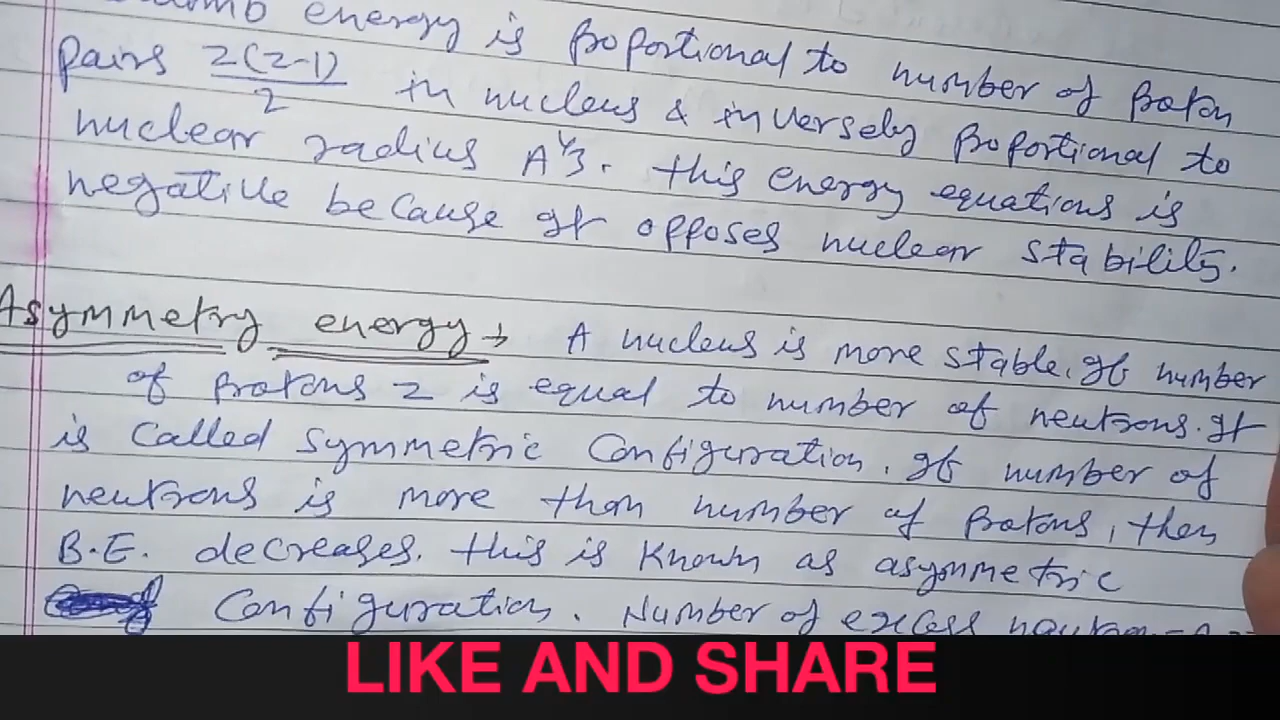 energy is proportional to number of proton
pairs Z(Z-1)/2 in nucleus & inversely proportional to
nuclear radius A^1/3. This energy equations is
negative because It opposes nuclear stability.
Asymmetry energy → A nucleus is more stable, If number
of protons Z is equal to number of neutrons. It
is called symmetric configuration. If number of
neutrons is more than number of protons, then
B.E. decreases. This is known as asymmetric
configuration. Number of excess neutron
LIKE AND SHARE